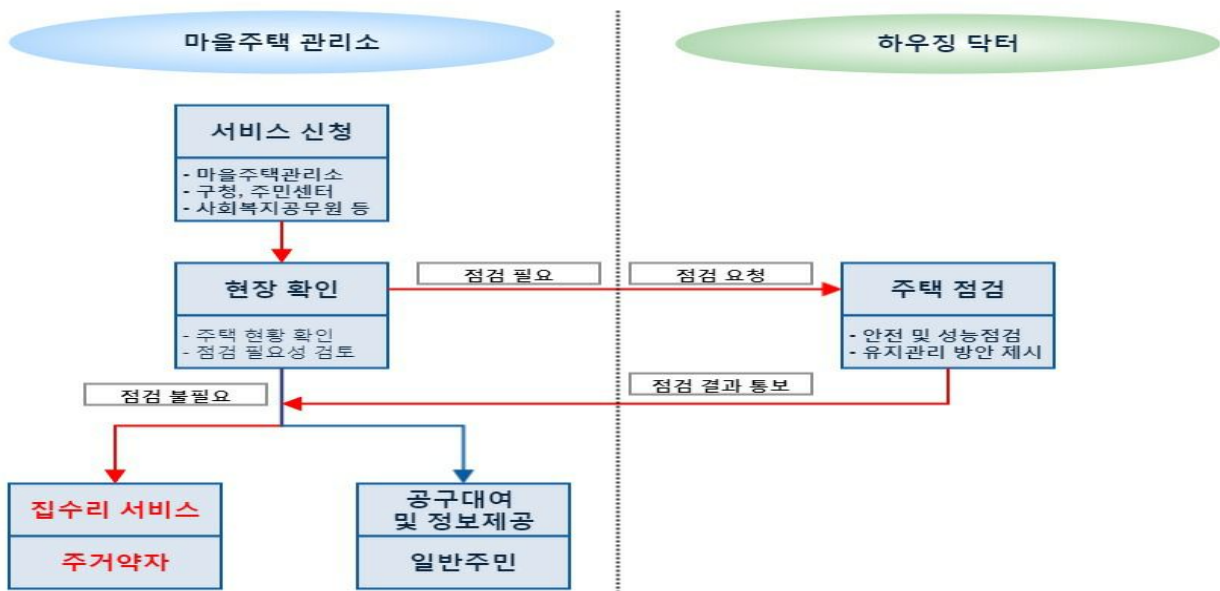 마을주택 관리소
하우징 닥터
서비스 신청
- 마을주택관리소
- 구청, 주민센터
- 사회복지공무원 등
현장 확인
- 주택 현황 확인
- 점검 필요성 검토
점검 필요
점검 요청
주택 점검
- 안전 및 성능점검
- 유지관리 방안 제시
점검 불필요
점검 결과 통보
집수리 서비스
주거약자
공구대여
및 정보제공
일반주민